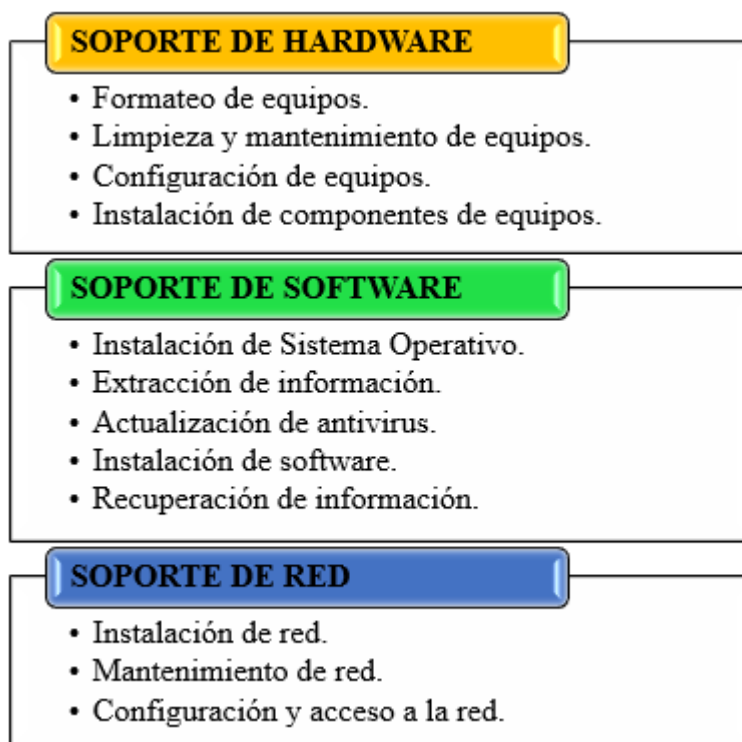 SOPORTE DE HARDWARE
• Formateo de equipos.
• Limpieza y mantenimiento de equipos.
• Configuración de equipos.
• Instalación de componentes de equipos.
SOPORTE DE SOFTWARE
• Instalación de Sistema Operativo.
• Extracción de información.
• Actualización de antivirus.
• Instalación de software.
• Recuperación de información.
SOPORTE DE RED
• Instalación de red.
• Mantenimiento de red.
• Configuración y acceso a la red.